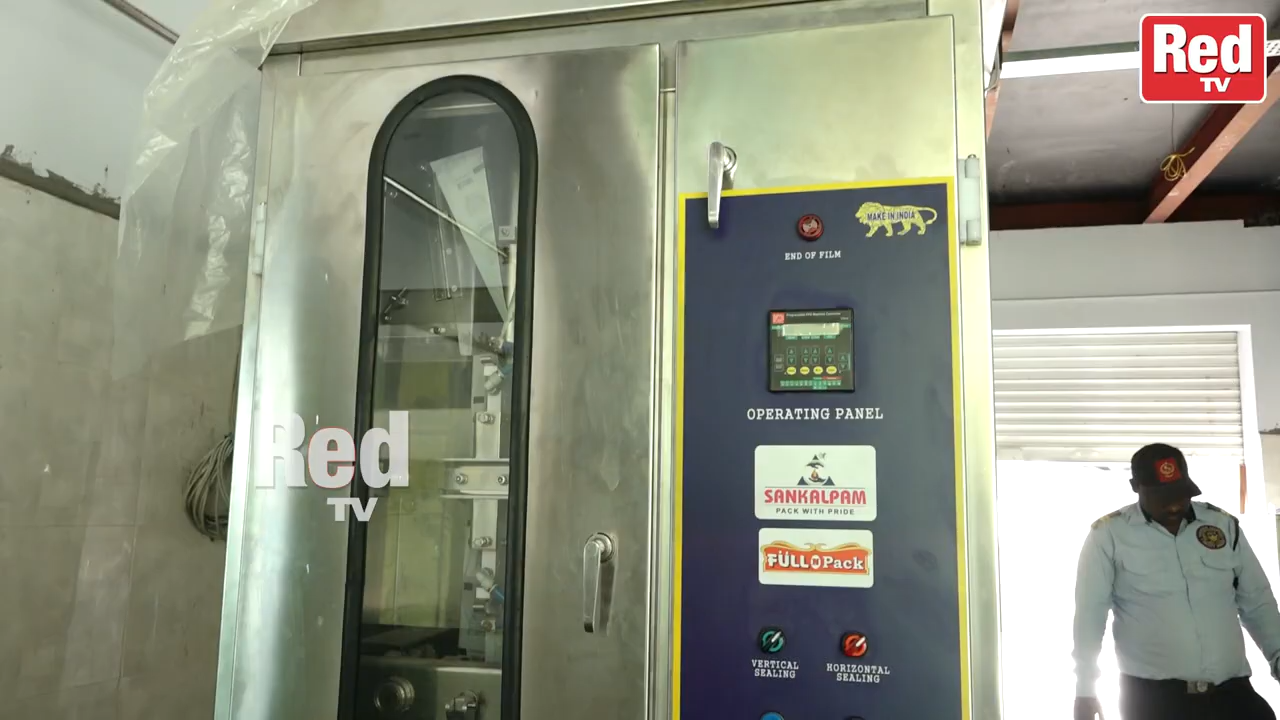 Red
TV
MAKE IN INDIA
END OF FILM
OPERATING PANEL
SANKALPAM
PACK WITH PRIDE
FÜLLOPack
VERTICAL
SEALING
HORIZONTAL
SEALING
Red
TV